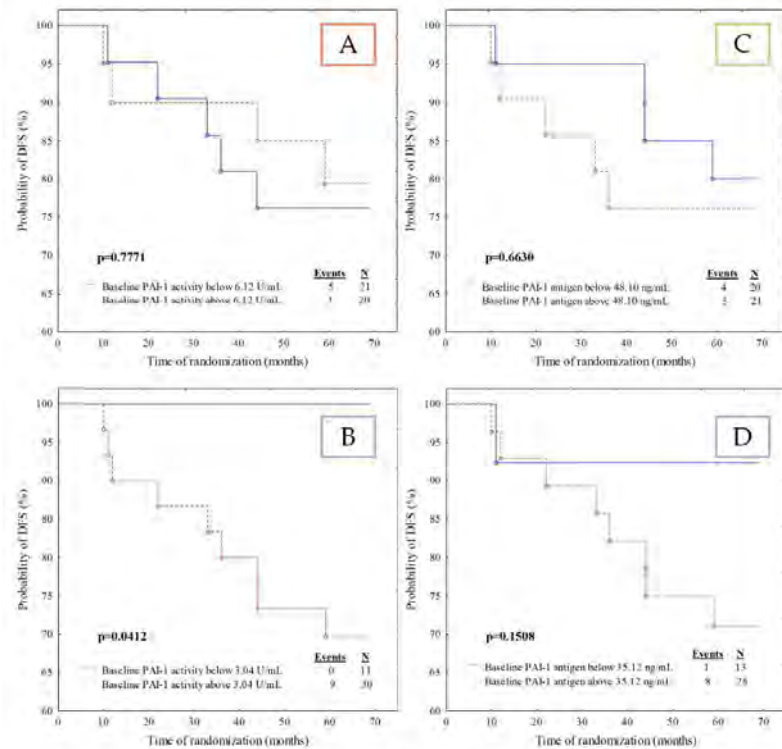 A
100
95
90
85
80
75
70
65
60
Probability of DFS (%)
p=0.7771
Events N
Baseline PAI-1 activity below 6.12 U/mL 5 21
Baseline PAI-1 activity above 6.12 U/mL 20
0 10 20 30 40 50 60 70
Time of randomization (months)
C
100
95
90
85
80
75
70
65
60
Probability of DFS (%)
p=0.6630
Events N
Baseline PAI-1 antigen below 48.10 ng/mL 4 20
Baseline PAI-1 antigen above 48.10 ng/mL 5 21
0 10 20 30 40 50 60 70
Time of randomization (months)
B
100
95
90
85
80
75
70
65
60
Probability of DFS (%)
p=0.0412
Events N
Baseline PAI-1 activity below 3.04 U/mL 0 11
Baseline PAI-1 activity above 3.04 U/mL 9 30
0 10 20 30 40 50 60 70
Time of randomization (months)
D
100
95
90
85
80
75
70
65
60
Probability of DFS (%)
p=0.1508
Events N
Baseline PAI-1 antigen below 35.12 ng/mL 1 13
Baseline PAI-1 antigen above 35.12 ng/mL 8 28
0 10 20 30 40 50 60 70
Time of randomization (months)